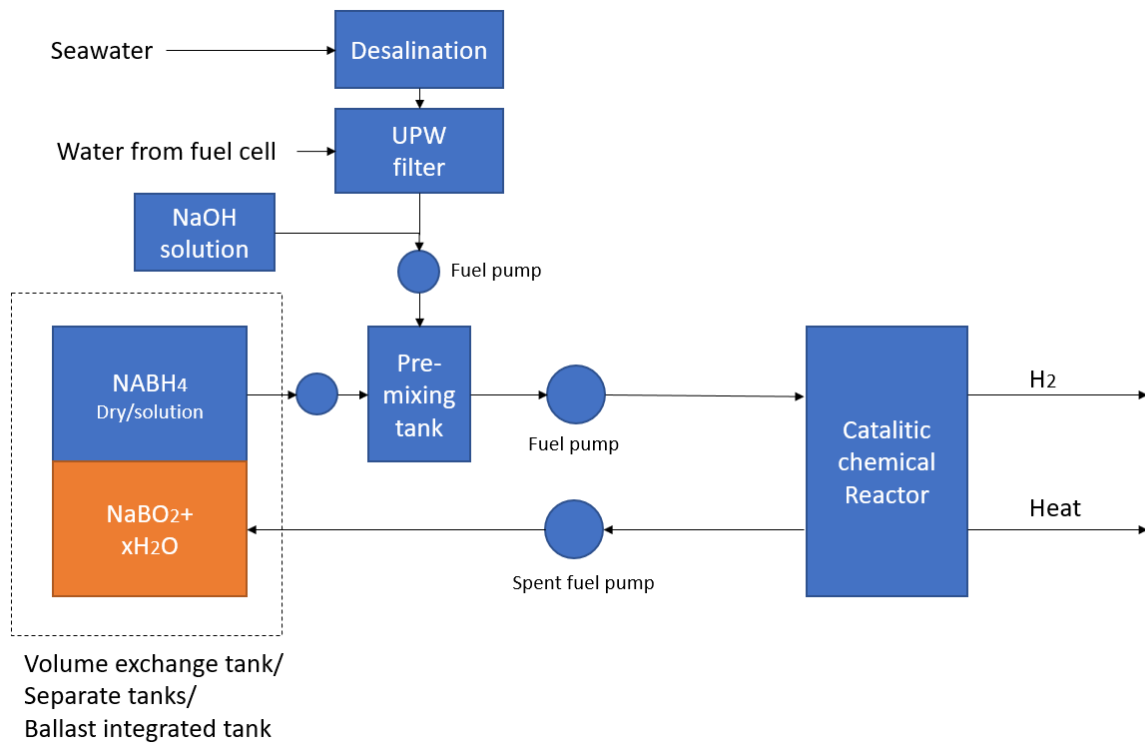 Seawater
Desalination
Water from fuel cell
UPW
filter
NaOH
solution
Fuel pump
NABH4
Dry/solution
Pre-
mixing
tank
Fuel pump
Catalitic
chemical
Reactor
H2
Heat
NaBO2+
xH2O
Spent fuel pump
Volume exchange tank/
Separate tanks/
Ballast integrated tank